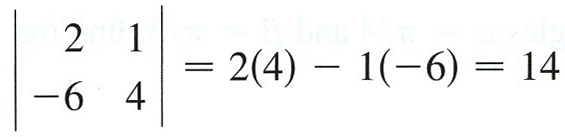 | 2 1 |
| −6 4 | = 2(4) − 1(−6) = 14